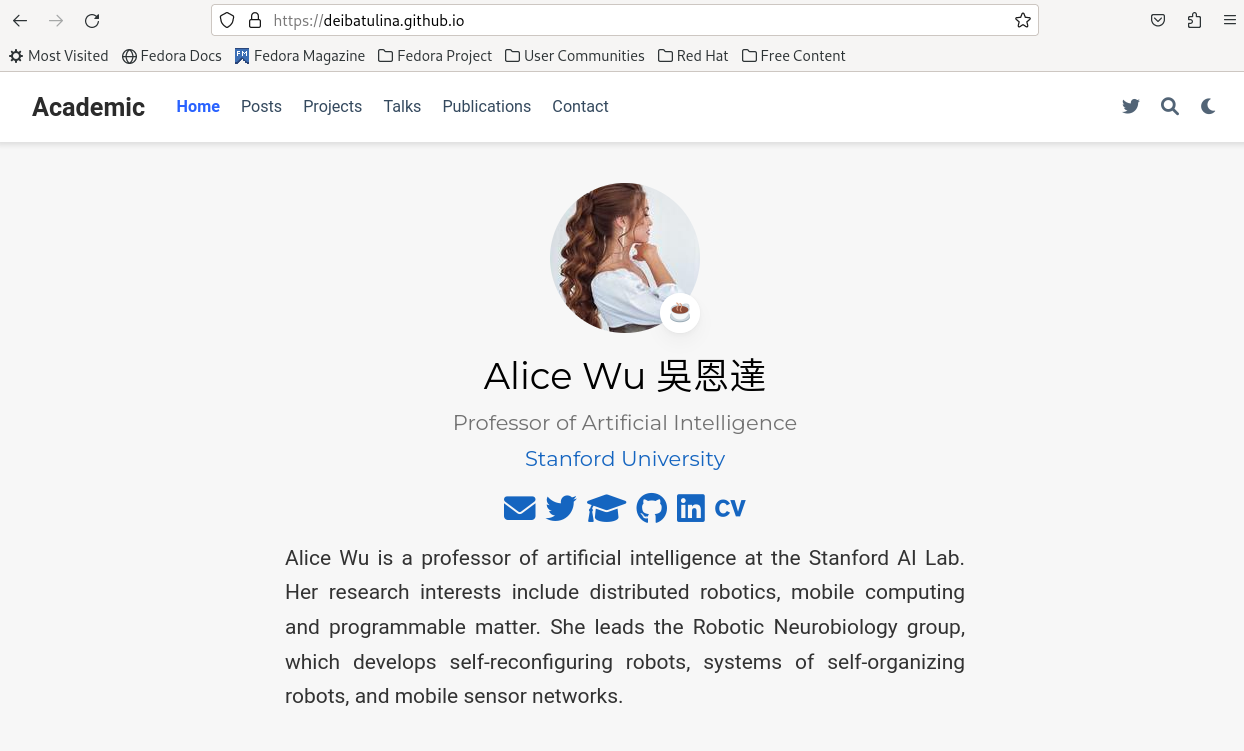 https://deibatulina.github.io
Most Visited Fedora Docs FM Fedora Magazine Fedora Project User Communities Red Hat Free Content
Academic Home Posts Projects Talks Publications Contact
Alice Wu 吳恩達
Professor of Artificial Intelligence
Stanford University
in CV
Alice Wu is a professor of artificial intelligence at the Stanford AI Lab.
Her research interests include distributed robotics, mobile computing
and programmable matter. She leads the Robotic Neurobiology group,
which develops self-reconfiguring robots, systems of self-organizing
robots, and mobile sensor networks.